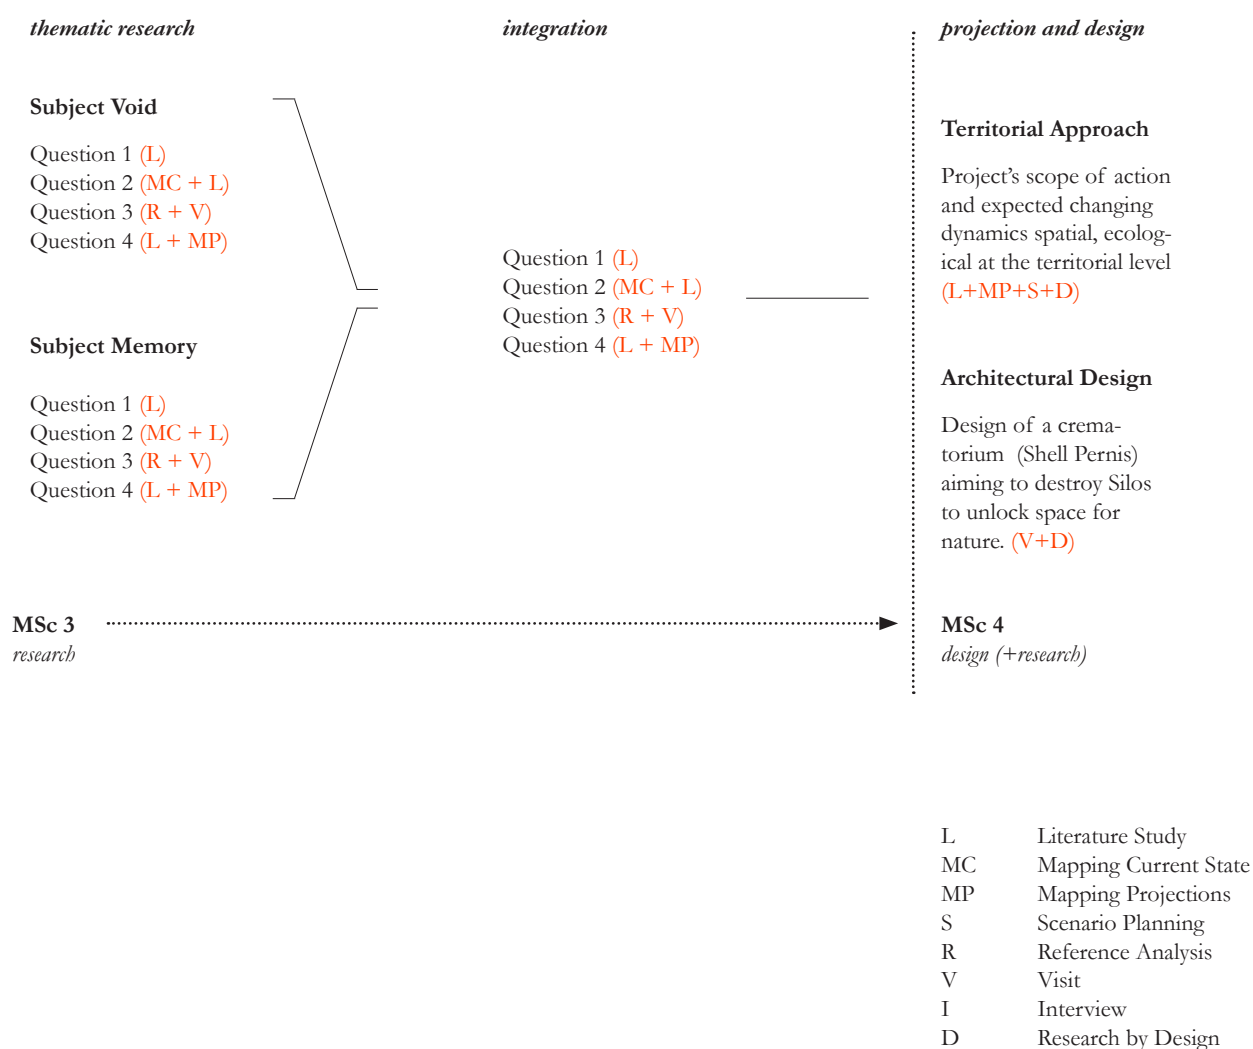 thematic research
integration
projection and design
Subject Void
Question 1 (L)
Question 2 (MC + L)
Question 3 (R + V)
Question 4 (L + MP)
Subject Memory
Question 1 (L)
Question 2 (MC + L)
Question 3 (R + V)
Question 4 (L + MP)
Question 1 (L)
Question 2 (MC + L)
Question 3 (R + V)
Question 4 (L + MP)
Territorial Approach
Project's scope of action
and expected changing
dynamics spatial, ecolog-
ical at the territorial level
(L+MP+S+D)
Architectural Design
Design of a crema-
torium (Shell Pernis)
aiming to destroy Silos
to unlock space for
nature. (V+D)
MSc 3
research
MSc 4
design (+research)
L Literature Study
MC Mapping Current State
MP Mapping Projections
S Scenario Planning
R Reference Analysis
V Visit
I Interview
D Research by Design